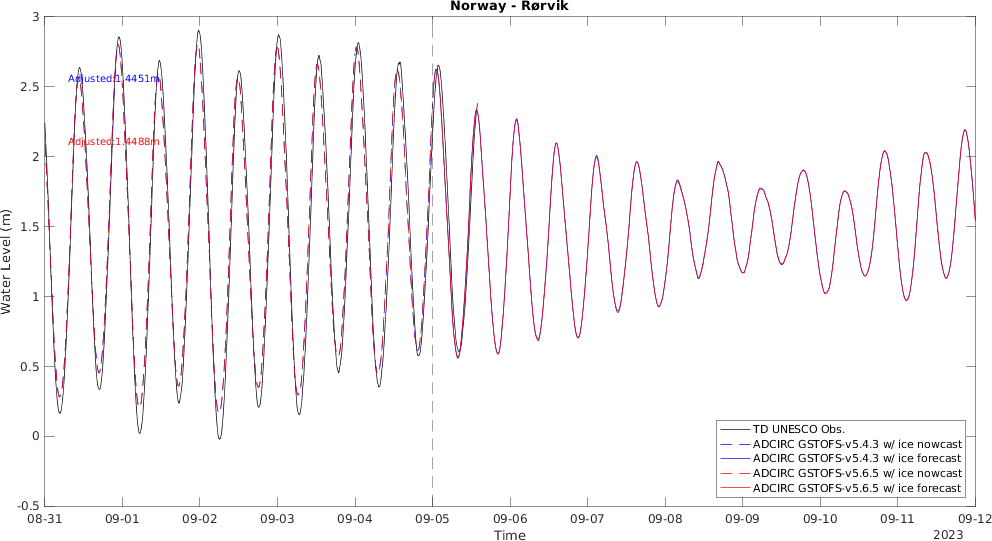 Norway - Rørvik
3
2.5
2
1.5
1
0.5
0
-0.5
Water Level (m)
Adjusted:1.4451m
Adjusted:1.4488m
TD UNESCO Obs.
ADCIRC GSTOFS-v5.4.3 w/ ice nowcast
ADCIRC GSTOFS-v5.4.3 w/ ice forecast
ADCIRC GSTOFS-v5.6.5 w/ ice nowcast
ADCIRC GSTOFS-v5.6.5 w/ ice forecast
08-31 09-01 09-02 09-03 09-04 09-05 09-06 09-07 09-08 09-09 09-10 09-11 09-12
Time
2023